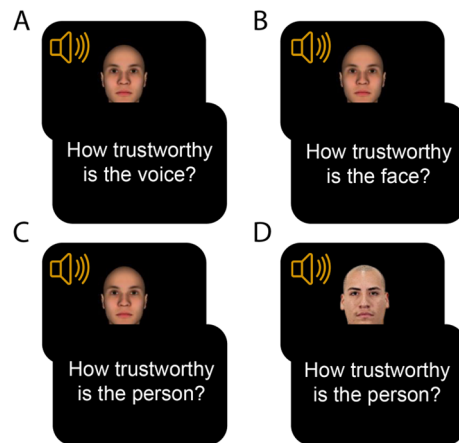 A
B
How trustworthy
is the voice?
How trustworthy
is the face?
C
D
How trustworthy
is the person?
How trustworthy
is the person?